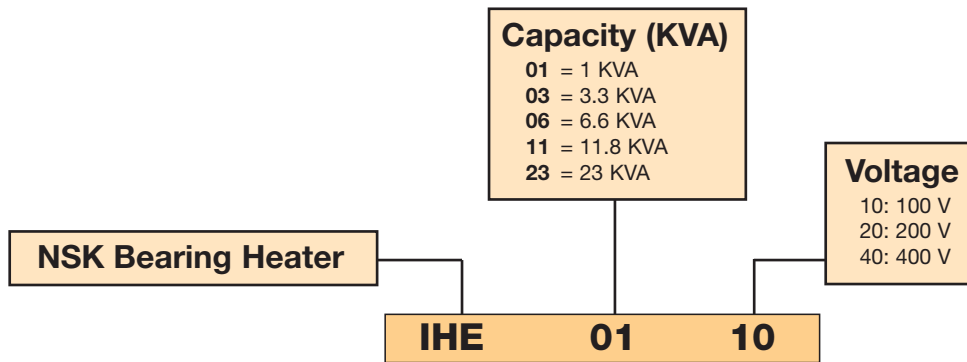 Capacity (KVA)
01 = 1 KVA
03 = 3.3 KVA
06 = 6.6 KVA
11 = 11.8 KVA
23 = 23 KVA
Voltage
10: 100 V
20: 200 V
40: 400 V
NSK Bearing Heater
IHE 01 10